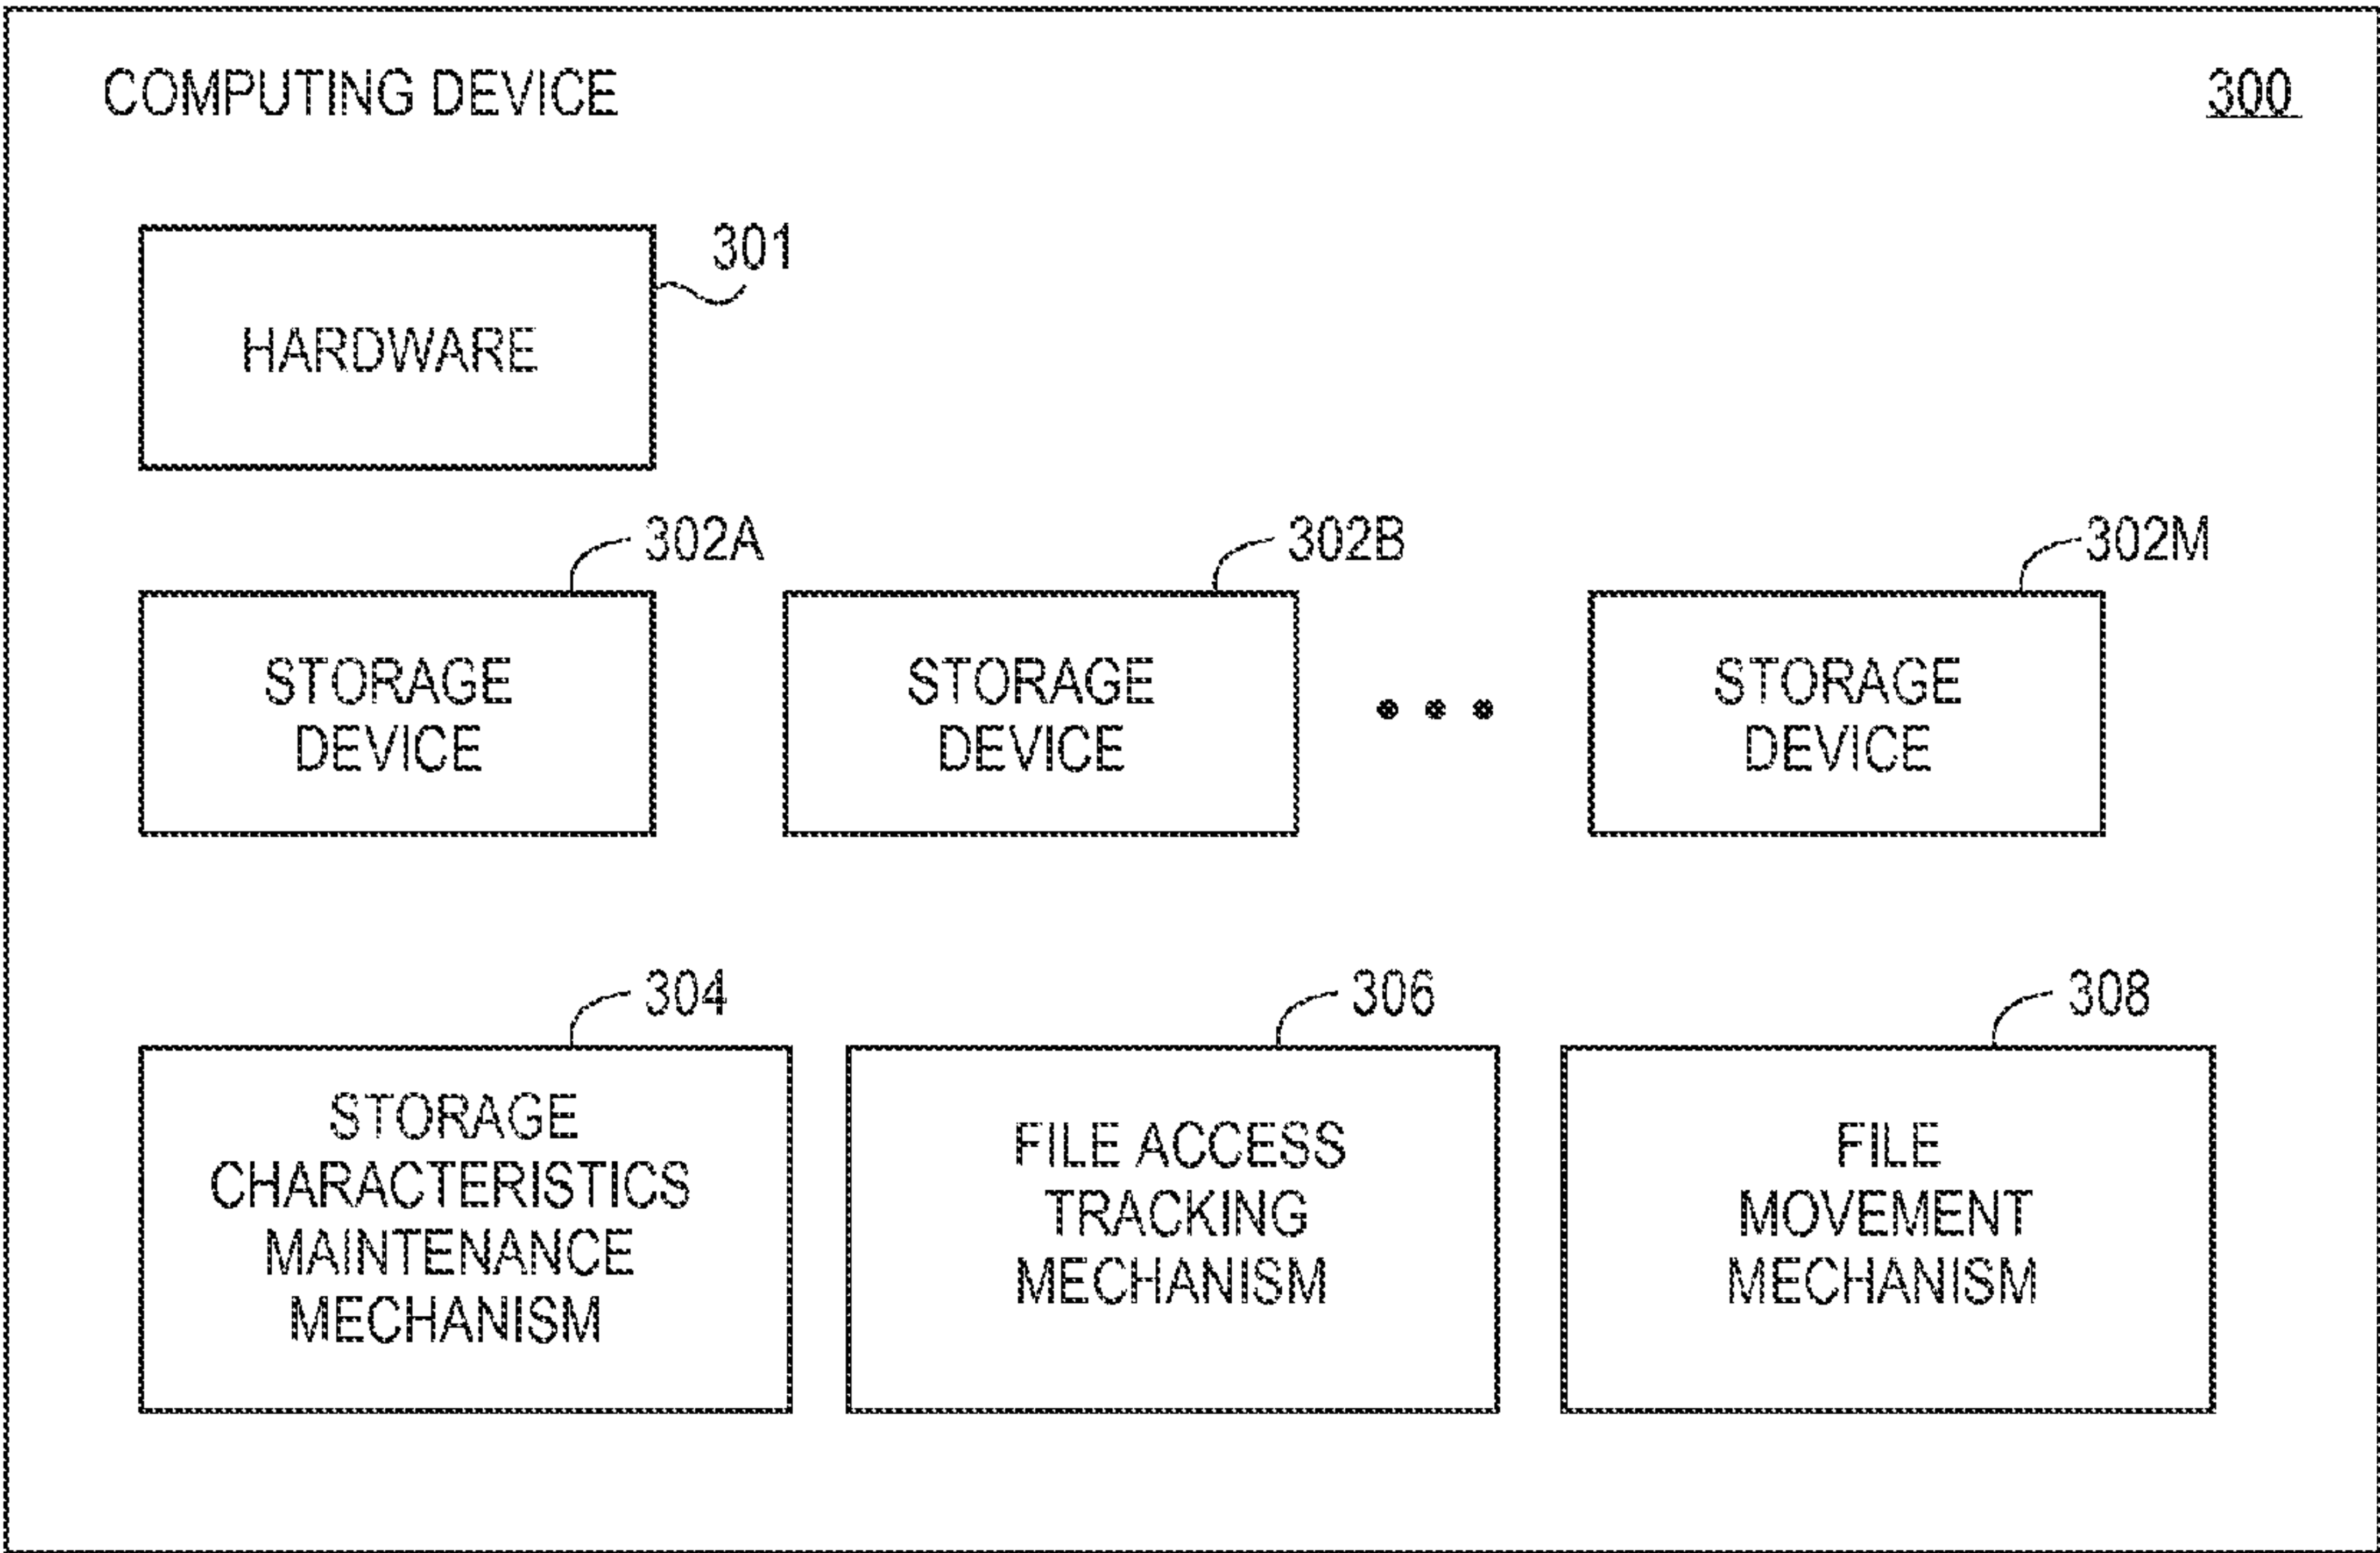 COMPUTING DEVICE 300
301
HARDWARE
302A 302B 302M
STORAGE STORAGE STORAGE
DEVICE DEVICE DEVICE
304 306 308
STORAGE
CHARACTERISTICS
MAINTENANCE
MECHANISM
FILE ACCESS
TRACKING
MECHANISM
FILE
MOVEMENT
MECHANISM